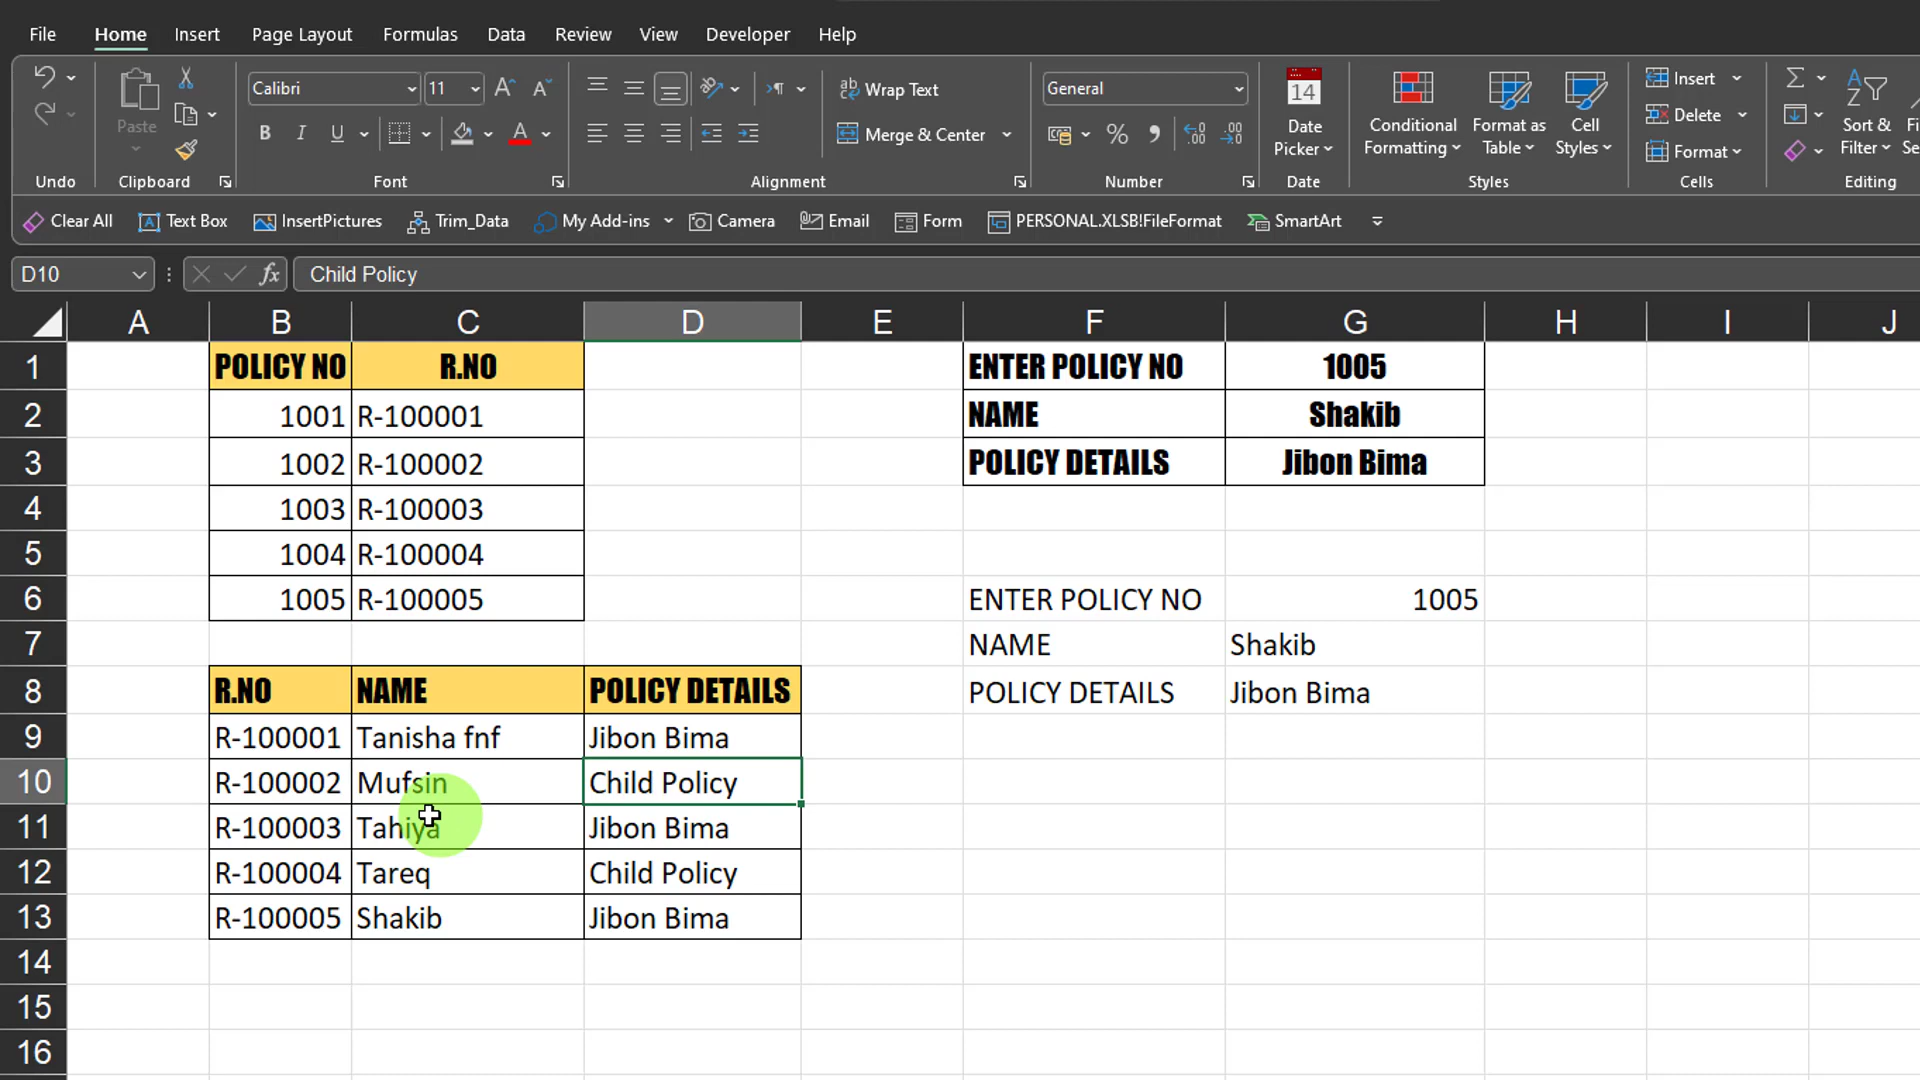 File Home Insert Page Layout Formulas Data Review View Developer Help
Calibri 11 Wrap Text General Insert
Paste B I U Merge & Center % 14 Date Picker Conditional Formatting Format as Table Cell Styles Delete Format Sort & Filter
Undo Clipboard Font Alignment Number Date Styles Cells Editing
Clear All Text Box InsertPictures Trim_Data My Add-ins Camera Email Form PERSONAL.XLSB!FileFormat SmartArt
D10 fx Child Policy
A B C D E F G H I J
1 POLICY NO R.NO ENTER POLICY NO 1005
2 1001 R-100001 NAME Shakib
3 1002 R-100002 POLICY DETAILS Jibon Bima
4 1003 R-100003
5 1004 R-100004
6 1005 R-100005 ENTER POLICY NO 1005
7 NAME Shakib
8 R.NO NAME POLICY DETAILS POLICY DETAILS Jibon Bima
9 R-100001 Tanisha fnf Jibon Bima
10 R-100002 Mufsin Child Policy
11 R-100003 Tahiya Jibon Bima
12 R-100004 Tareq Child Policy
13 R-100005 Shakib Jibon Bima
14
15
16